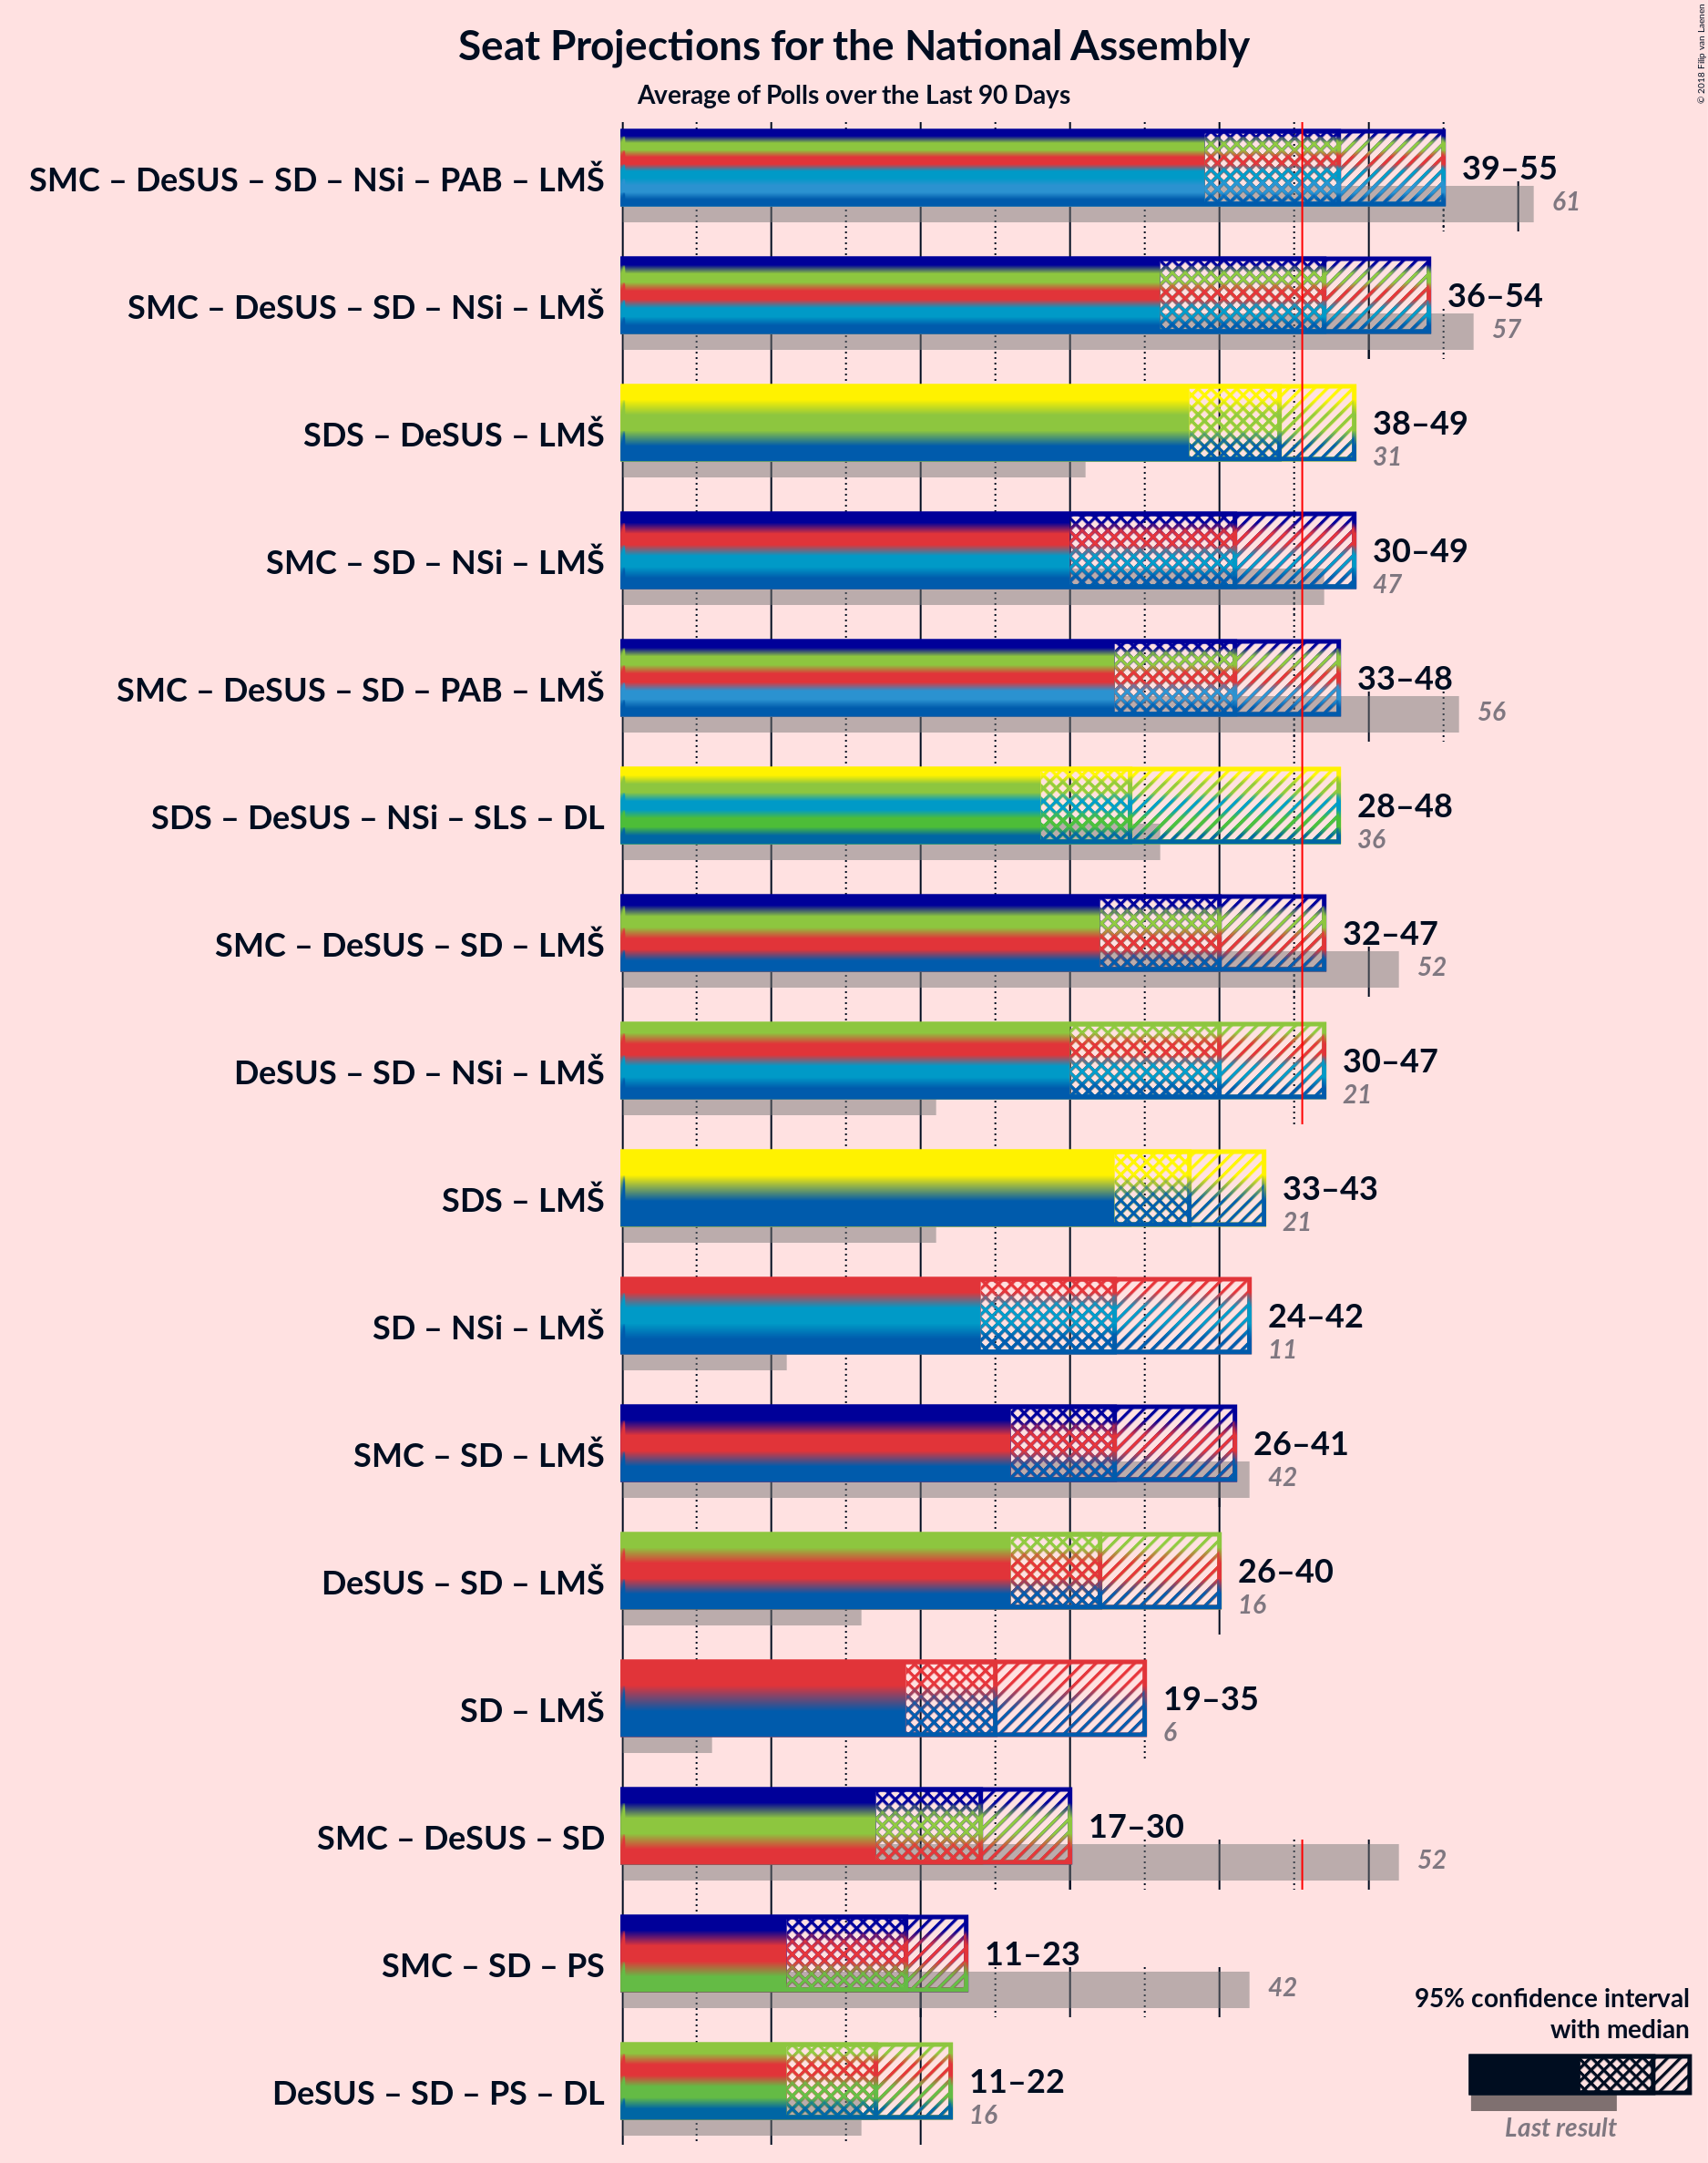 Seat Projections for the National Assembly
Average of Polls over the Last 90 Days
© 2018 Filip van Laenen
SMC – DeSUS – SD – NSi – PAB – LMŠ
39–55
61
SMC – DeSUS – SD – NSi – LMŠ
36–54
57
SDS – DeSUS – LMŠ
38–49
31
SMC – SD – NSi – LMŠ
30–49
47
SMC – DeSUS – SD – PAB – LMŠ
33–48
56
SDS – DeSUS – NSi – SLS – DL
28–48
36
SMC – DeSUS – SD – LMŠ
32–47
52
DeSUS – SD – NSi – LMŠ
30–47
21
SDS – LMŠ
33–43
21
SD – NSi – LMŠ
24–42
11
SMC – SD – LMŠ
26–41
42
DeSUS – SD – LMŠ
26–40
16
SD – LMŠ
19–35
6
SMC – DeSUS – SD
17–30
52
SMC – SD – PS
11–23
42
DeSUS – SD – PS – DL
11–22
16
95% confidence interval
with median
Last result